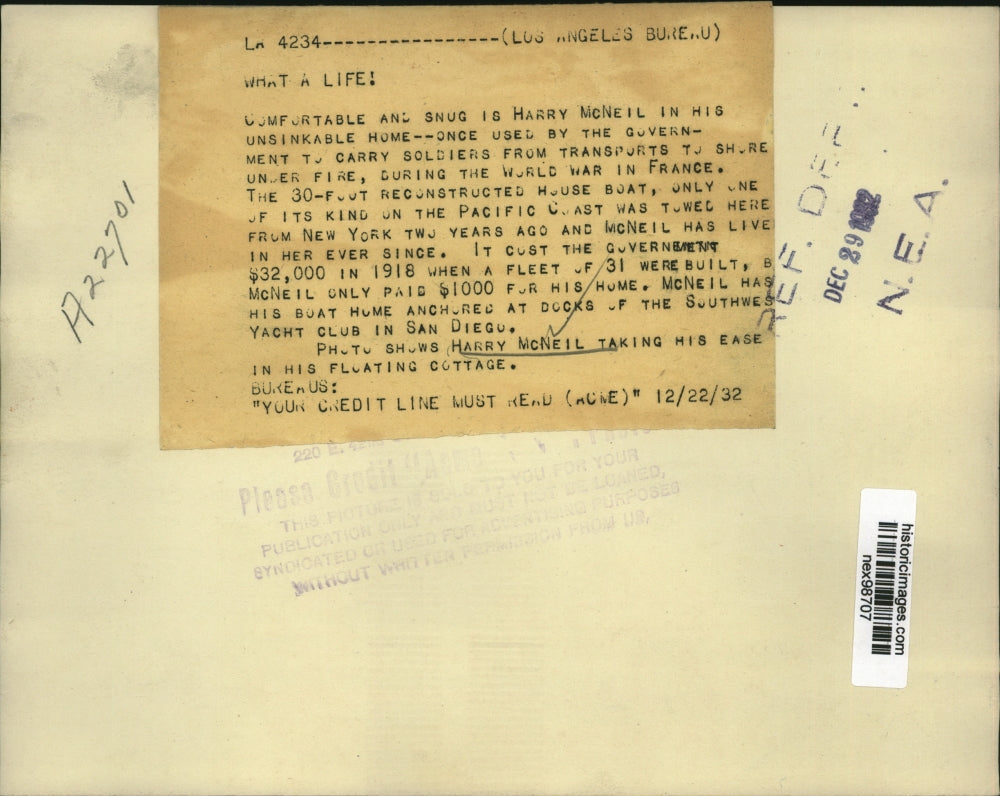 LA 4234----------------(LOS ANGELES BUREAU)
WHAT A LIFE!
COMFORTABLE AND SNUG IS HARRY MCNEIL IN HIS
UNSINKABLE HOME--ONCE USED BY THE GOVERN-
MENT TO CARRY SOLDIERS FROM TRANSPORTS TO SHORE
UNDER FIRE, DURING THE WORLD WAR IN FRANCE.
THE 30-FOOT RECONSTRUCTED HOUSE BOAT, ONLY ONE
OF ITS KIND ON THE PACIFIC COAST WAS TOWED HERE
FROM NEW YORK TWO YEARS AGO AND MCNEIL HAS LIVE
IN HER EVER SINCE. IT COST THE GOVERNMENT
$32,000 IN 1918 WHEN A FLEET OF 31 WERE BUILT, B
MCNEIL ONLY PAID $1000 FOR HIS HOME. MCNEIL HAS
HIS BOAT HOME ANCHORED AT DOCKS OF THE SOUTHWES
YACHT CLUB IN SAN DIEGO.
PHOTO SHOWS HARRY MCNEIL TAKING HIS EASE
IN HIS FLOATING COTTAGE.
BUREAUS:
"YOUR CREDIT LINE MUST READ (ACME)" 12/22/32
A22701
REF. DEP
DEC 29 1932
N.E.A.
220 E. 42nd
Please Credit "Acme
THIS PICTURE IS SOLD TO YOU FOR YOUR
PUBLICATION ONLY AND MUST NOT BE LOANED,
SYNDICATED OR USED FOR ADVERTISING PURPOSES
WITHOUT WRITTEN PERMISSION FROM US.
historicimages.com
nex98707